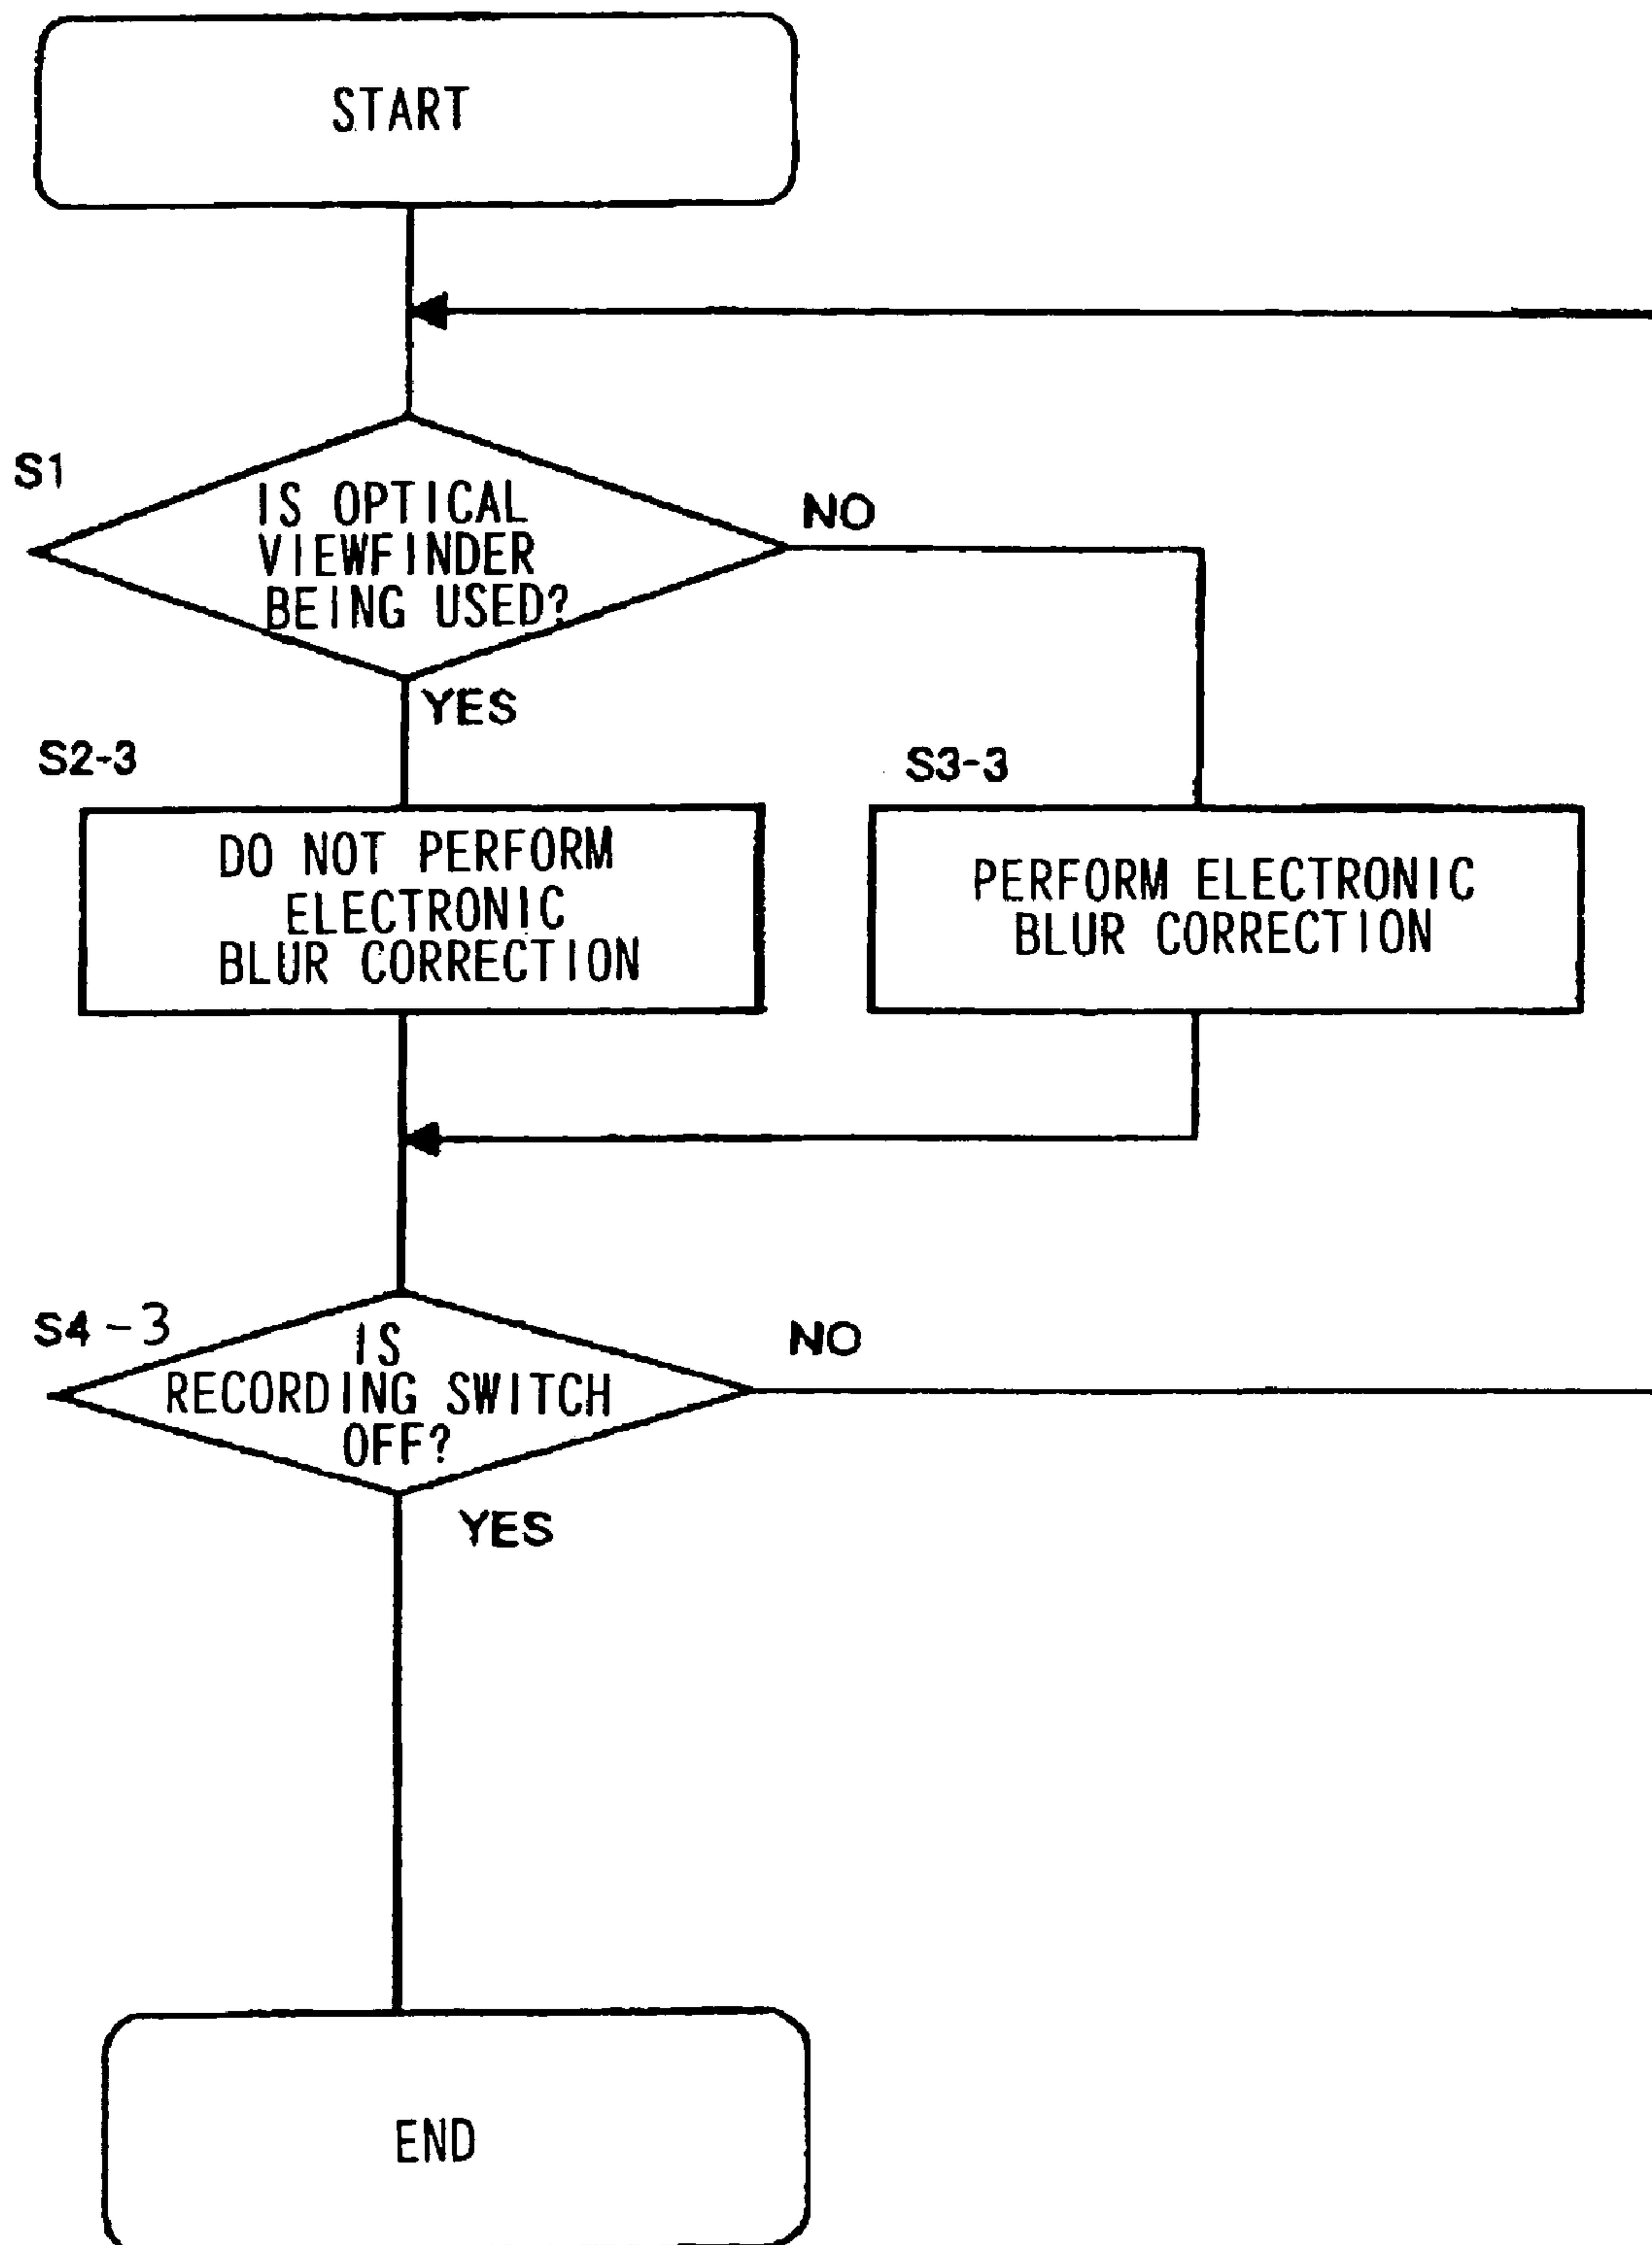 START
S1
IS OPTICAL
VIEWFINDER
BEING USED?
NO
YES
S2-3
DO NOT PERFORM
ELECTRONIC
BLUR CORRECTION
S3-3
PERFORM ELECTRONIC
BLUR CORRECTION
S4-3
IS
RECORDING SWITCH
OFF?
NO
YES
END